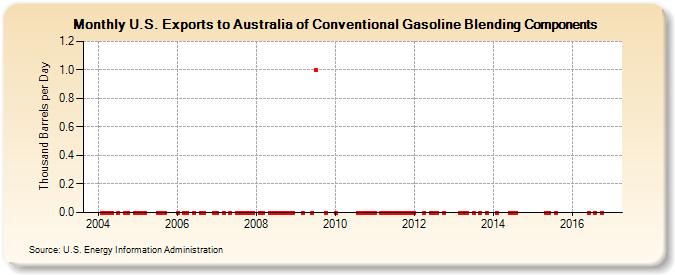 Monthly U.S. Exports to Australia of Conventional Gasoline Blending Components
Thousand Barrels per Day
1.2
1.0
0.8
0.6
0.4
0.2
0.0
2004 2006 2008 2010 2012 2014 2016
Source: U.S. Energy Information Administration